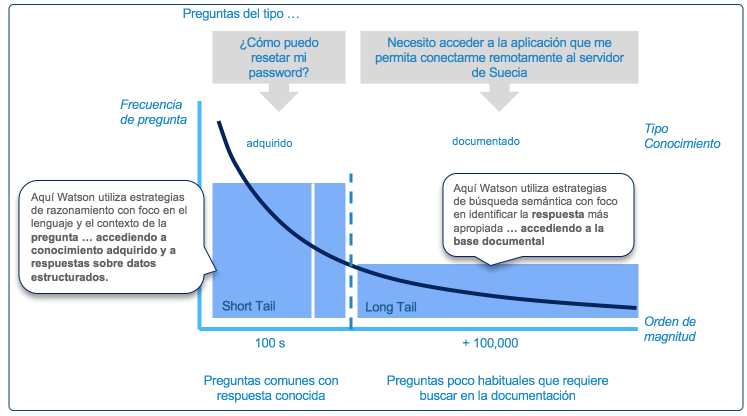 Preguntas del tipo …
¿Cómo puedo
resetar mi
password?
Necesito acceder a la aplicación que me
permita conectarme remotamente al servidor
de Suecia
Frecuencia
de pregunta
adquirido
documentado
Tipo
Conocimiento
Aquí Watson utiliza estrategias
de razonamiento con foco en el
lenguaje y el contexto de la
pregunta … accediendo a
conocimiento adquirido y a
respuestas sobre datos
estructurados.
Aquí Watson utiliza estrategias
de búsqueda semántica con foco
en identificar la respuesta más
apropiada … accediendo a la
base documental
Short Tail
Long Tail
Orden de
magnitud
100 s
+ 100,000
Preguntas comunes con
respuesta conocida
Preguntas poco habituales que requiere
buscar en la documentación